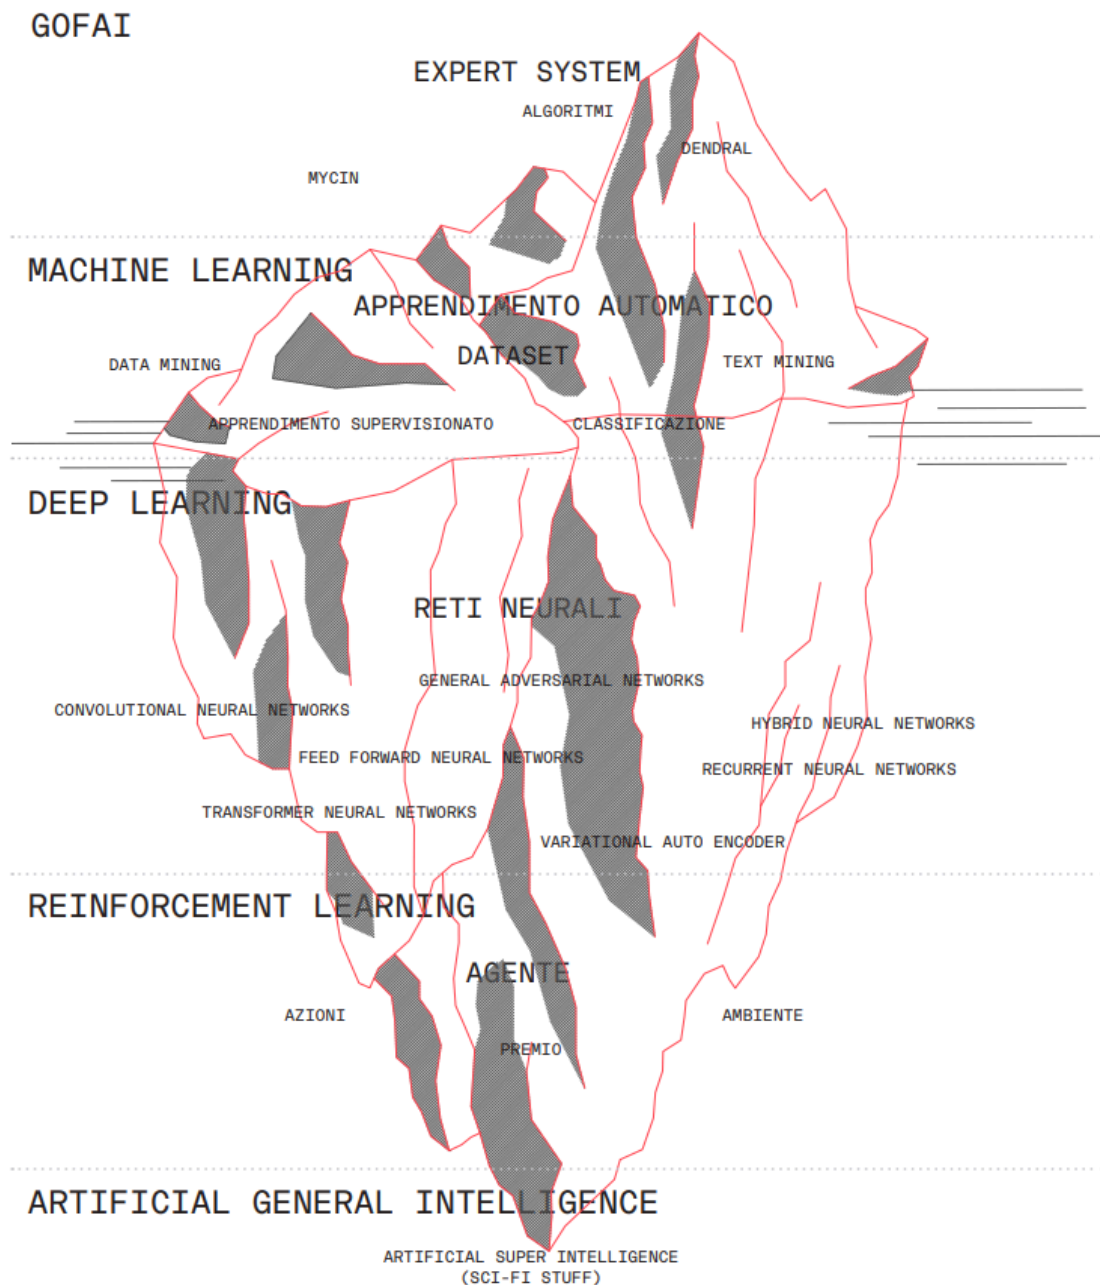 GOFAI
EXPERT SYSTEM
ALGORITMI
DENDRAL
MYCIN
MACHINE LEARNING
APPRENDIMENTO AUTOMATICO
DATASET
TEXT MINING
DATA MINING
APPRENDIMENTO SUPERVISIONATO
CLASSIFICAZIONE
DEEP LEARNING
RETI NEURALI
GENERAL ADVERSARIAL NETWORKS
CONVOLUTIONAL NEURAL NETWORKS
HYBRID NEURAL NETWORKS
FEED FORWARD NEURAL NETWORKS
RECURRENT NEURAL NETWORKS
TRANSFORMER NEURAL NETWORKS
VARIATIONAL AUTO ENCODER
REINFORCEMENT LEARNING
AGENTE
AZIONI
AMBIENTE
PREMIO
ARTIFICIAL GENERAL INTELLIGENCE
ARTIFICIAL SUPER INTELLIGENCE
(SCI-FI STUFF)